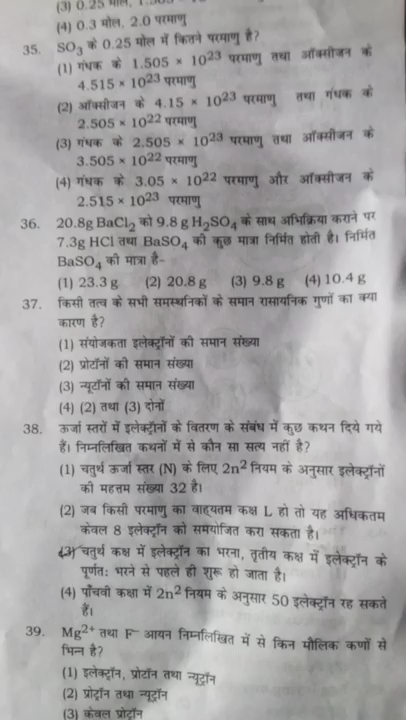 (3) 0.25 मोल,
(4) 0.3 मोल, 2.0 परमाणु
35. SO₃ के 0.25 मोल में कितने परमाणु है?
(1) गंधक के 1.505 × 10²³ परमाणु तथा ऑक्सीजन के
4.515 × 10²³ परमाणु
(2) ऑक्सीजन के 4.15 × 10²³ परमाणु तथा गंधक के
2.505 × 10²² परमाणु
(3) गंधक के 2.505 × 10²³ परमाणु तथा ऑक्सीजन के
3.505 × 10²² परमाणु
(4) गंधक के 3.05 × 10²² परमाणु और ऑक्सीजन के
2.515 × 10²³ परमाणु
36. 20.8g BaCl₂ को 9.8 g H₂SO₄ के साथ अभिक्रिया कराने पर
7.3g HCl तथा BaSO₄ की कुछ मात्रा निर्मित होती है। निर्मित
BaSO₄ की मात्रा है-
(1) 23.3 g (2) 20.8 g (3) 9.8 g (4) 10.4 g
37. किसी तत्व के सभी समस्थनिकों के समान रासायनिक गुणों का क्या
कारण है?
(1) संयोजकता इलेक्ट्रॉनों की समान संख्या
(2) प्रोटॉनों की समान संख्या
(3) न्यूटॉनों की समान संख्या
(4) (2) तथा (3) दोनों
38. ऊर्जा स्तरों में इलेक्ट्रॉनों के वितरण के संबंध में कुछ कथन दिये गये
हैं। निम्नलिखित कथनों में से कौन सा सत्य नहीं है?
(1) चतुर्थ ऊर्जा स्तर (N) के लिए 2n² नियम के अनुसार इलेक्ट्रॉनों
की महत्तम संख्या 32 है।
(2) जब किसी परमाणु का वाह्यतम कक्ष L हो तो यह अधिकतम
केवल 8 इलेक्ट्रॉन को समयोजित करा सकता है।
(3) चतुर्थ कक्ष में इलेक्ट्रॉन का भरना, तृतीय कक्ष में इलेक्ट्रॉन के
पूर्णतः भरने से पहले ही शुरू हो जाता है।
(4) पाँचवी कक्षा में 2n² नियम के अनुसार 50 इलेक्ट्रॉन रह सकते
हैं।
39. Mg²⁺ तथा F⁻ आयन निम्नलिखित में से किन मौलिक कणों से
भिन्न है?
(1) इलेक्ट्रॉन, प्रोटॉन तथा न्यूट्रॉन
(2) प्रोट्रॉन तथा न्यूट्रॉन
(3) केवल प्रोट्रॉन